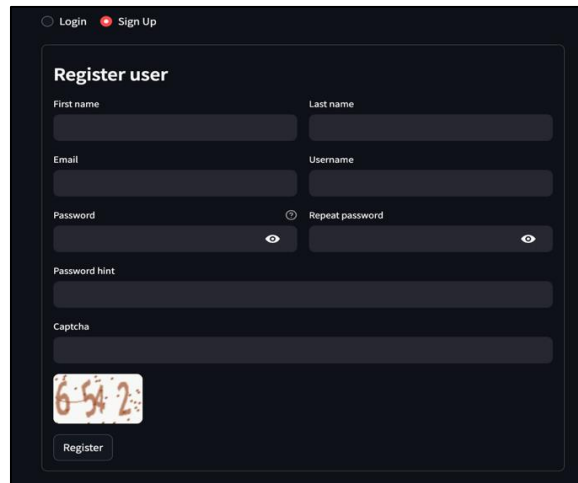 Login Sign Up
Register user
First name Last name
Email Username
Password Repeat password
Password hint
Captcha
6542
Register